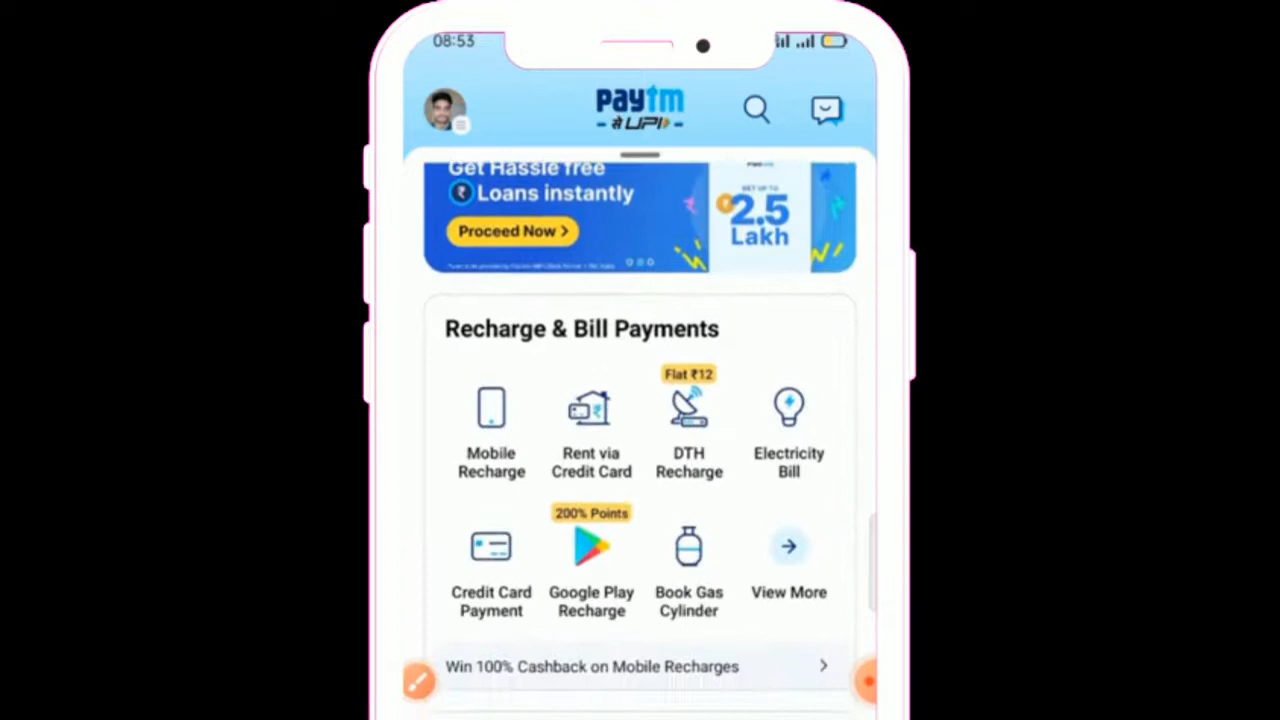 08:53
paytm
से UPI
Get Hassle free
₹ Loans instantly
Proceed Now >
GET UP TO
₹ 2.5
Lakh
Recharge & Bill Payments
Flat ₹12
Mobile Recharge
Rent via Credit Card
DTH Recharge
Electricity Bill
200% Points
Credit Card Payment
Google Play Recharge
Book Gas Cylinder
View More
Win 100% Cashback on Mobile Recharges